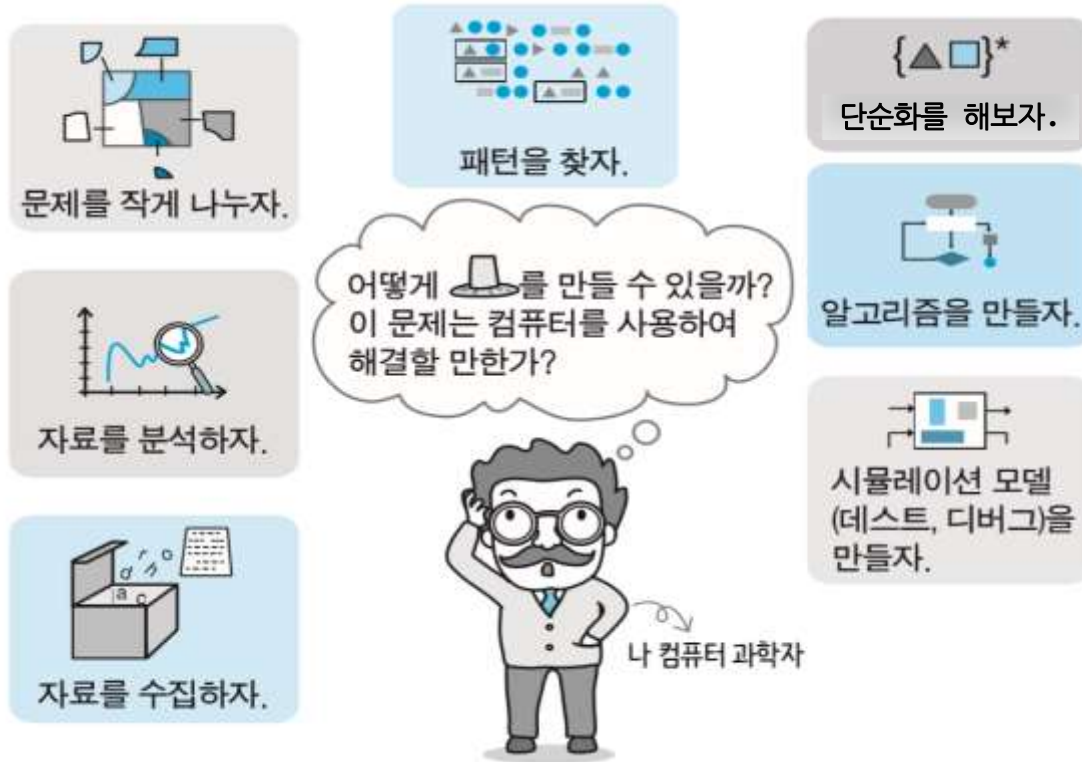 문제를 작게 나누자.
패턴을 찾자.
{▲□}*
단순화를 해보자.
어떻게 를 만들 수 있을까?
이 문제는 컴퓨터를 사용하여
해결할 만한가?
알고리즘을 만들자.
자료를 분석하자.
시뮬레이션 모델
(데스트, 디버그)을
만들자.
d r o
n
a c
자료를 수집하자.
나 컴퓨터 과학자